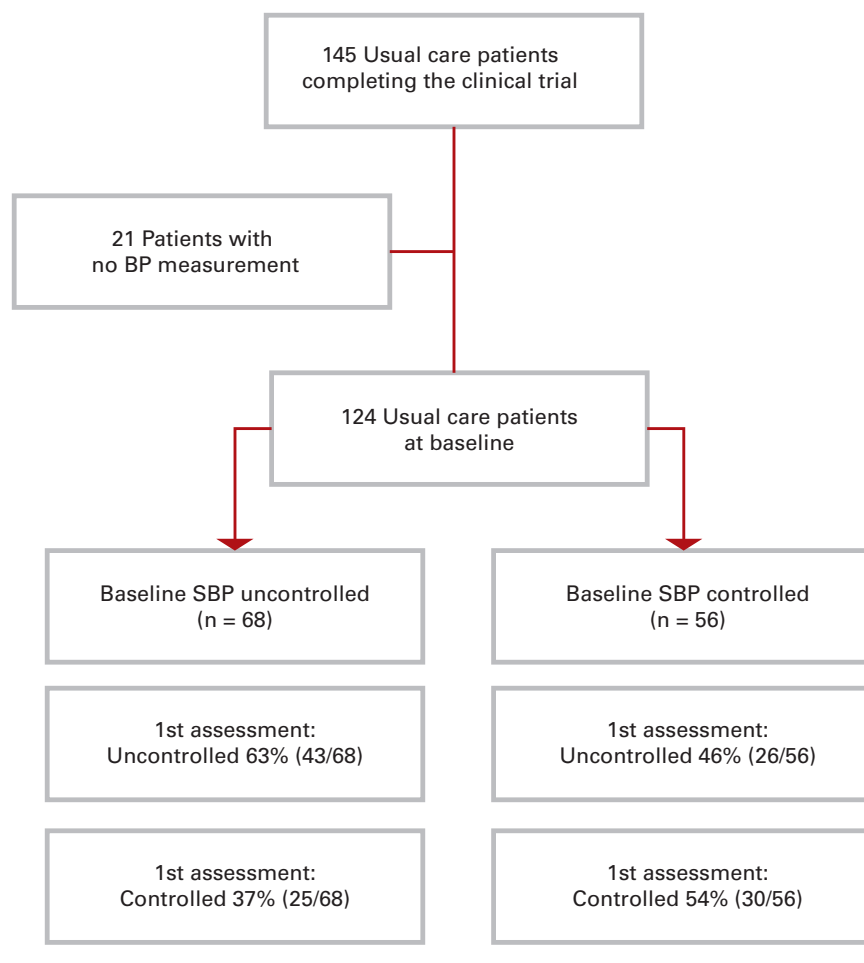 145 Usual care patients
completing the clinical trial
21 Patients with
no BP measurement
124 Usual care patients
at baseline
Baseline SBP uncontrolled
(n = 68)
Baseline SBP controlled
(n = 56)
1st assessment:
Uncontrolled 63% (43/68)
1st assessment:
Uncontrolled 46% (26/56)
1st assessment:
Controlled 37% (25/68)
1st assessment:
Controlled 54% (30/56)